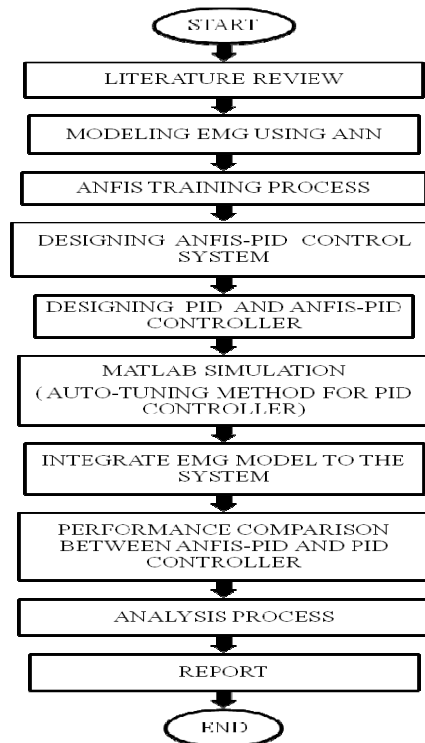 START
LITERATURE REVIEW
MODELING EMG USING ANN
ANFIS TRAINING PROCESS
DESIGNING ANFIS-PID CONTROL
SYSTEM
DESIGNING PID AND ANFIS-PID
CONTROLLER
MATLAB SIMULATION
( AUTO-TUNING METHOD FOR PID
CONTROLLER)
INTEGRATE EMG MODEL TO THE
SYSTEM
PERFORMANCE COMPARISON
BETWEEN ANFIS-PID AND PID
CONTROLLER
ANALYSIS PROCESS
REPORT
END